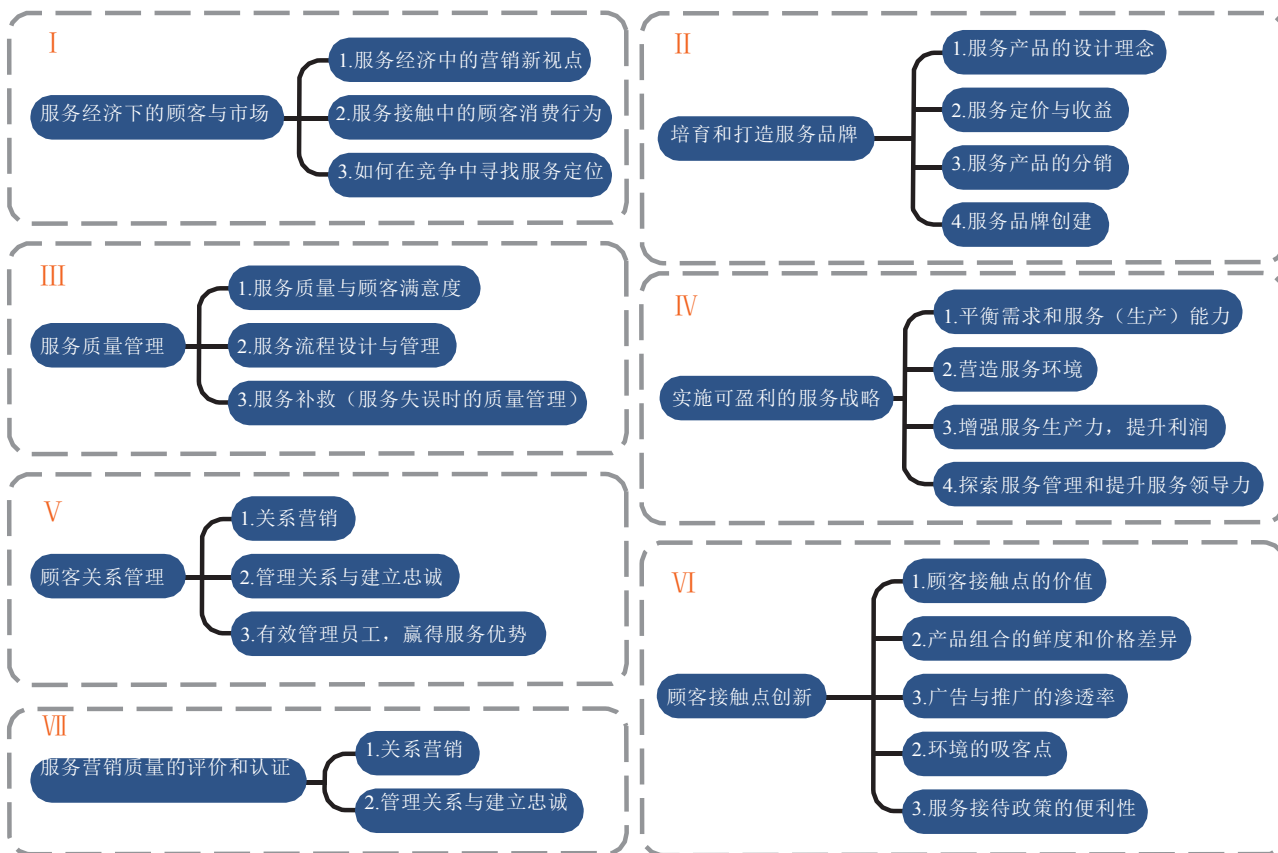 Ⅰ
服务经济下的顾客与市场
1.服务经济中的营销新视点
2.服务接触中的顾客消费行为
3.如何在竞争中寻找服务定位
Ⅱ
培育和打造服务品牌
1.服务产品的设计理念
2.服务定价与收益
3.服务产品的分销
4.服务品牌创建
Ⅲ
服务质量管理
1.服务质量与顾客满意度
2.服务流程设计与管理
3.服务补救（服务失误时的质量管理）
Ⅳ
实施可盈利的服务战略
1.平衡需求和服务（生产）能力
2.营造服务环境
3.增强服务生产力，提升利润
4.探索服务管理和提升服务领导力
Ⅴ
顾客关系管理
1.关系营销
2.管理关系与建立忠诚
3.有效管理员工，赢得服务优势
Ⅵ
顾客接触点创新
1.顾客接触点的价值
2.产品组合的鲜度和价格差异
3.广告与推广的渗透率
2.环境的吸客点
3.服务接待政策的便利性
Ⅶ
服务营销质量的评价和认证
1.关系营销
2.管理关系与建立忠诚